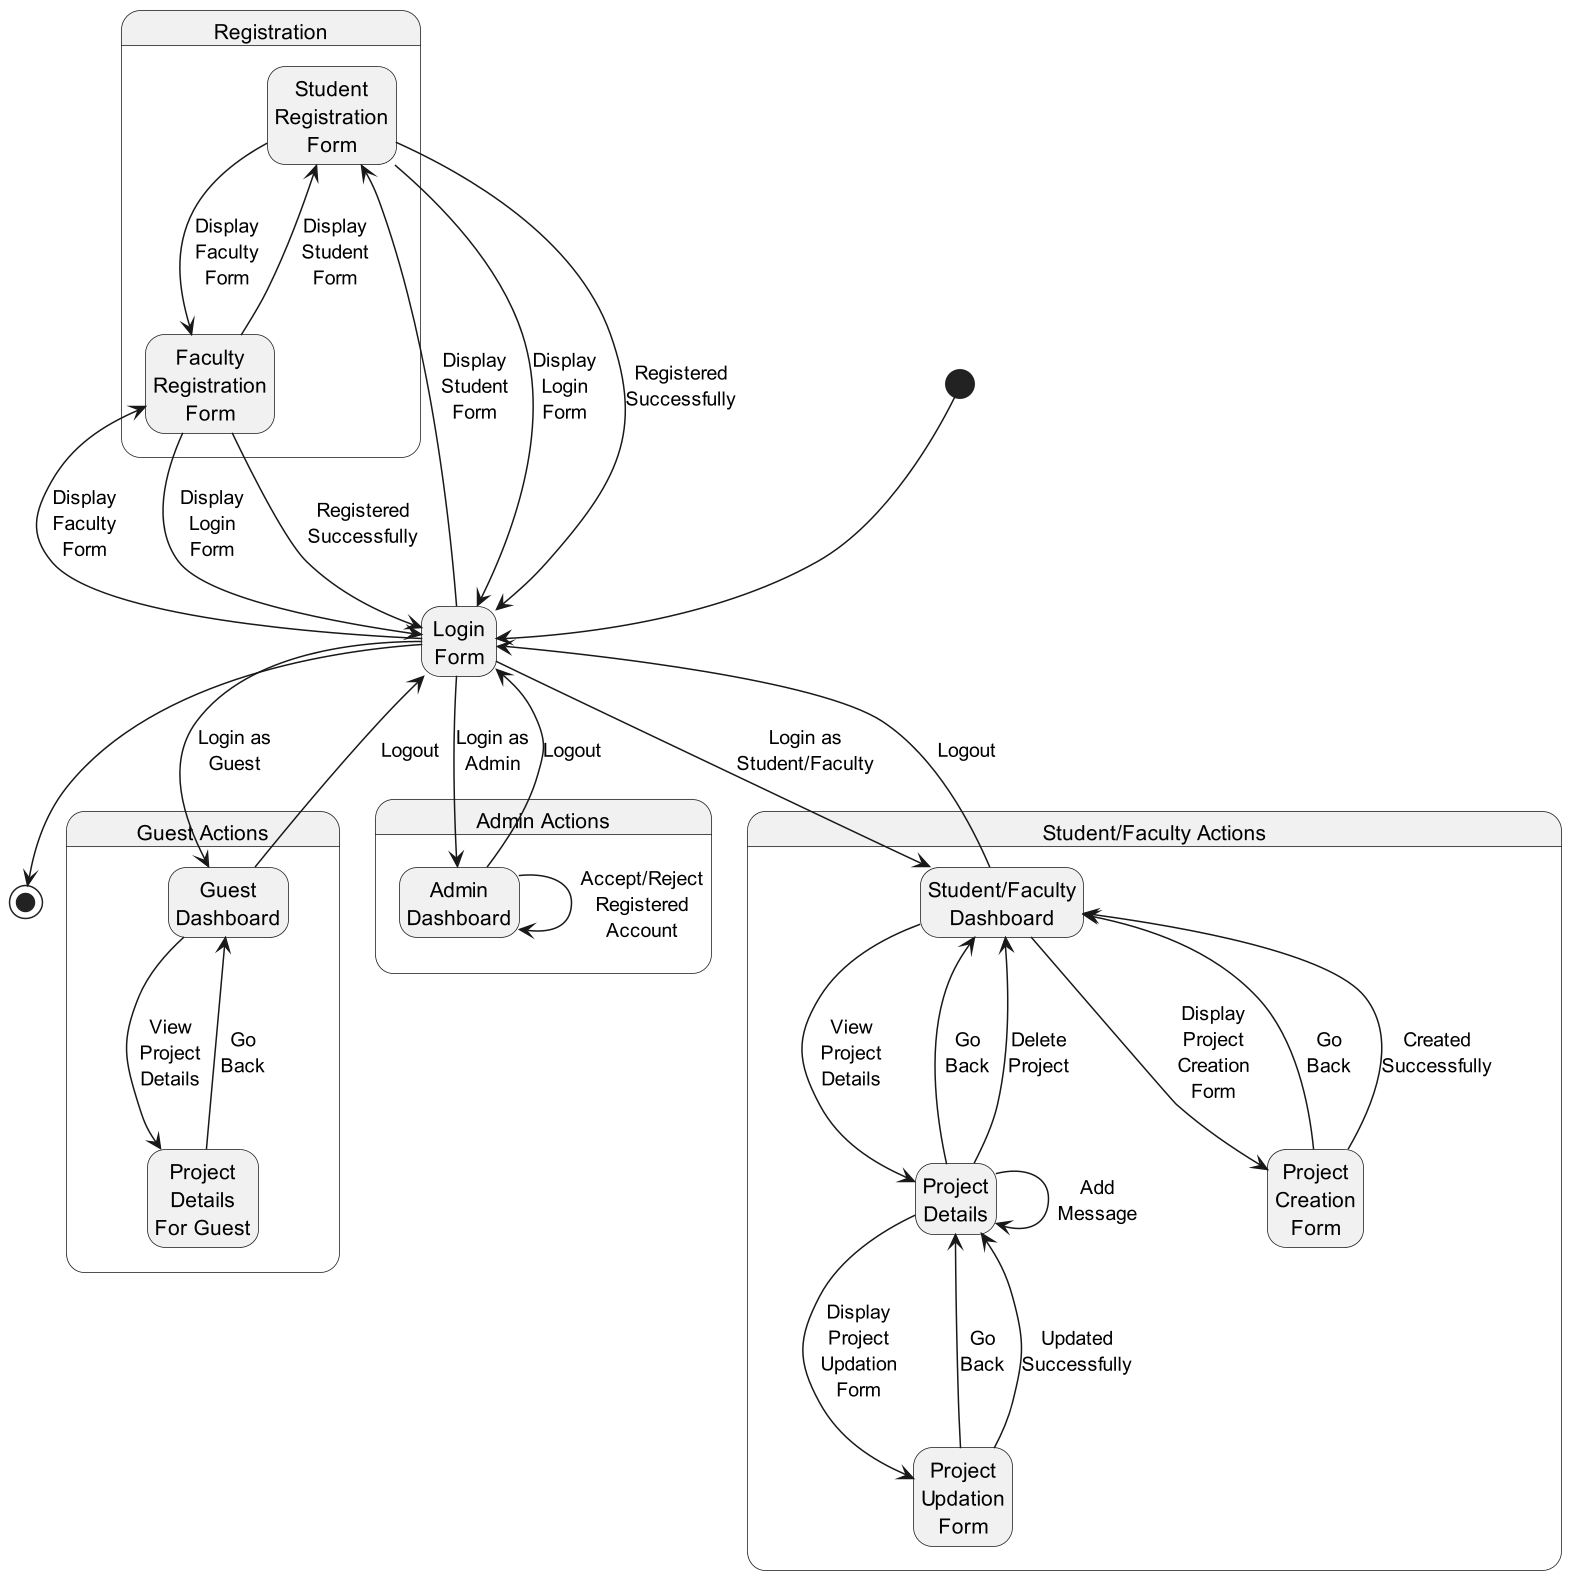 Registration
Student
Registration
Form
Display
Faculty
Form
Display
Student
Form
Faculty
Registration
Form
Display
Student
Form
Display
Login
Form
Registered
Successfully
Display
Faculty
Form
Display
Login
Form
Registered
Successfully
Login
Form
Login as
Guest
Logout
Login as
Admin
Logout
Login as
Student/Faculty
Logout
Guest Actions
Guest
Dashboard
View
Project
Details
Go
Back
Project
Details
For Guest
Admin Actions
Admin
Dashboard
Accept/Reject
Registered
Account
Student/Faculty Actions
Student/Faculty
Dashboard
View
Project
Details
Go
Back
Delete
Project
Display
Project
Creation
Form
Go
Back
Created
Successfully
Project
Details
Add
Message
Project
Creation
Form
Display
Project
Updation
Form
Go
Back
Updated
Successfully
Project
Updation
Form